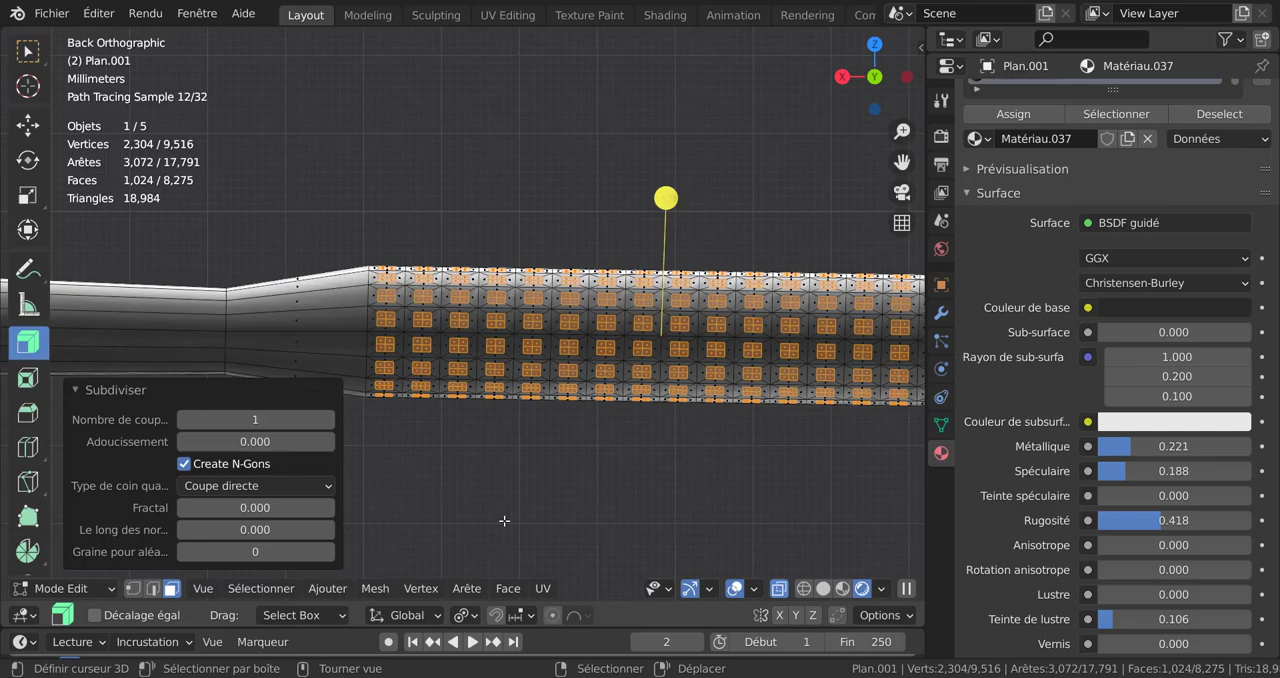 Fichier Éditer Rendu Fenêtre Aide Layout Modeling Sculpting UV Editing Texture Paint Shading Animation Rendering Com Scene View Layer
Back Orthographic
(2) Plan.001
Millimeters
Path Tracing Sample 12/32
Objets 1 / 5
Vertices 2,304 / 9,516
Arêtes 3,072 / 17,791
Faces 1,024 / 8,275
Triangles 18,984
Z
X
Y
Plan.001 Matériau.037
Assign Sélectionner Deselect
Matériau.037 Données
Prévisualisation
Surface
Surface BSDF guidé
GGX
Christensen-Burley
Couleur de base
Sub-surface 0.000
Rayon de sub-surfa 1.000
0.200
0.100
Couleur de subsurf...
Métallique 0.221
Spéculaire 0.188
Teinte spéculaire 0.000
Rugosité 0.418
Anisotrope 0.000
Rotation anisotrope 0.000
Lustre 0.000
Teinte de lustre 0.106
Vernis 0.000
Subdiviser
Nombre de coup... 1
Adoucissement 0.000
Create N-Gons
Type de coin qua... Coupe directe
Fractal 0.000
Le long des nor... 0.000
Graine pour aléa... 0
Mode Edit Vue Sélectionner Ajouter Mesh Vertex Arête Face UV
Décalage égal Drag: Select Box Global X Y Z Options
Lecture Incrustation Vue Marqueur 2 Début 1 Fin 250
Définir curseur 3D Sélectionner par boîte Tourner vue Sélectionner Déplacer Plan.001 | Verts:2,304/9,516 | Arêtes:3,072/17,791 | Faces:1,024/8,275 | Tris:18,9